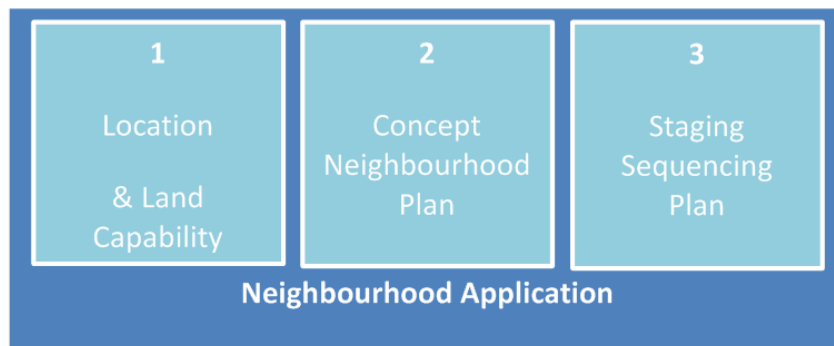 1
Location
& Land
Capability
2
Concept
Neighbourhood
Plan
3
Staging
Sequencing
Plan
Neighbourhood Application